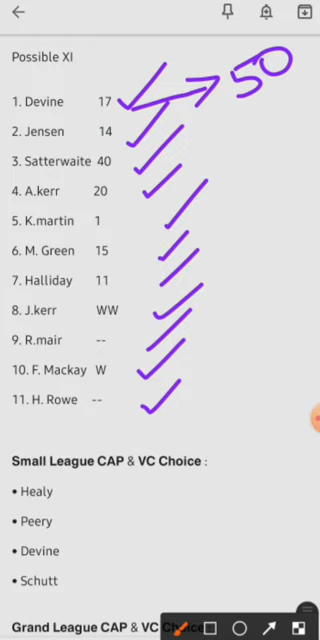 Possible XI
1. Devine 17
50
2. Jensen 14
3. Satterwaite 40
4. A.kerr 20
5. K.martin 1
6. M. Green 15
7. Halliday 11
8. J.kerr WW
9. R.mair --
10. F. Mackay W
11. H. Rowe --
Small League CAP & VC Choice :
• Healy
• Peery
• Devine
• Schutt
Grand League CAP & VC Choice